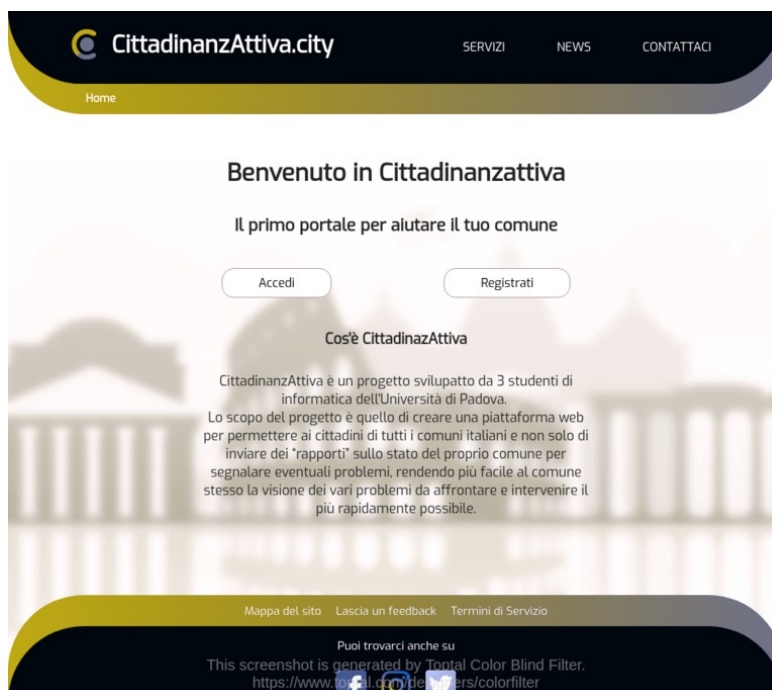 CittadinanzAttiva.city
SERVIZI NEWS CONTATTACI
Home
Benvenuto in Cittadinanzattiva
Il primo portale per aiutare il tuo comune
Accedi Registrati
Cos'è CittadinazAttiva
CittadinanzAttiva è un progetto svilupatto da 3 studenti di
informatica dell'Università di Padova.
Lo scopo del progetto è quello di creare una piattaforma web
per permettere ai cittadini di tutti i comuni italiani e non solo di
inviare dei "rapporti" sullo stato del proprio comune per
segnalare eventuali problemi, rendendo più facile al comune
stesso la visione dei vari problemi da affrontare e intervenire il
più rapidamente possibile.
Mappa del sito Lascia un feedback Termini di Servizio
Puoi trovarci anche su
This screenshot is generated by Toptal Color Blind Filter.